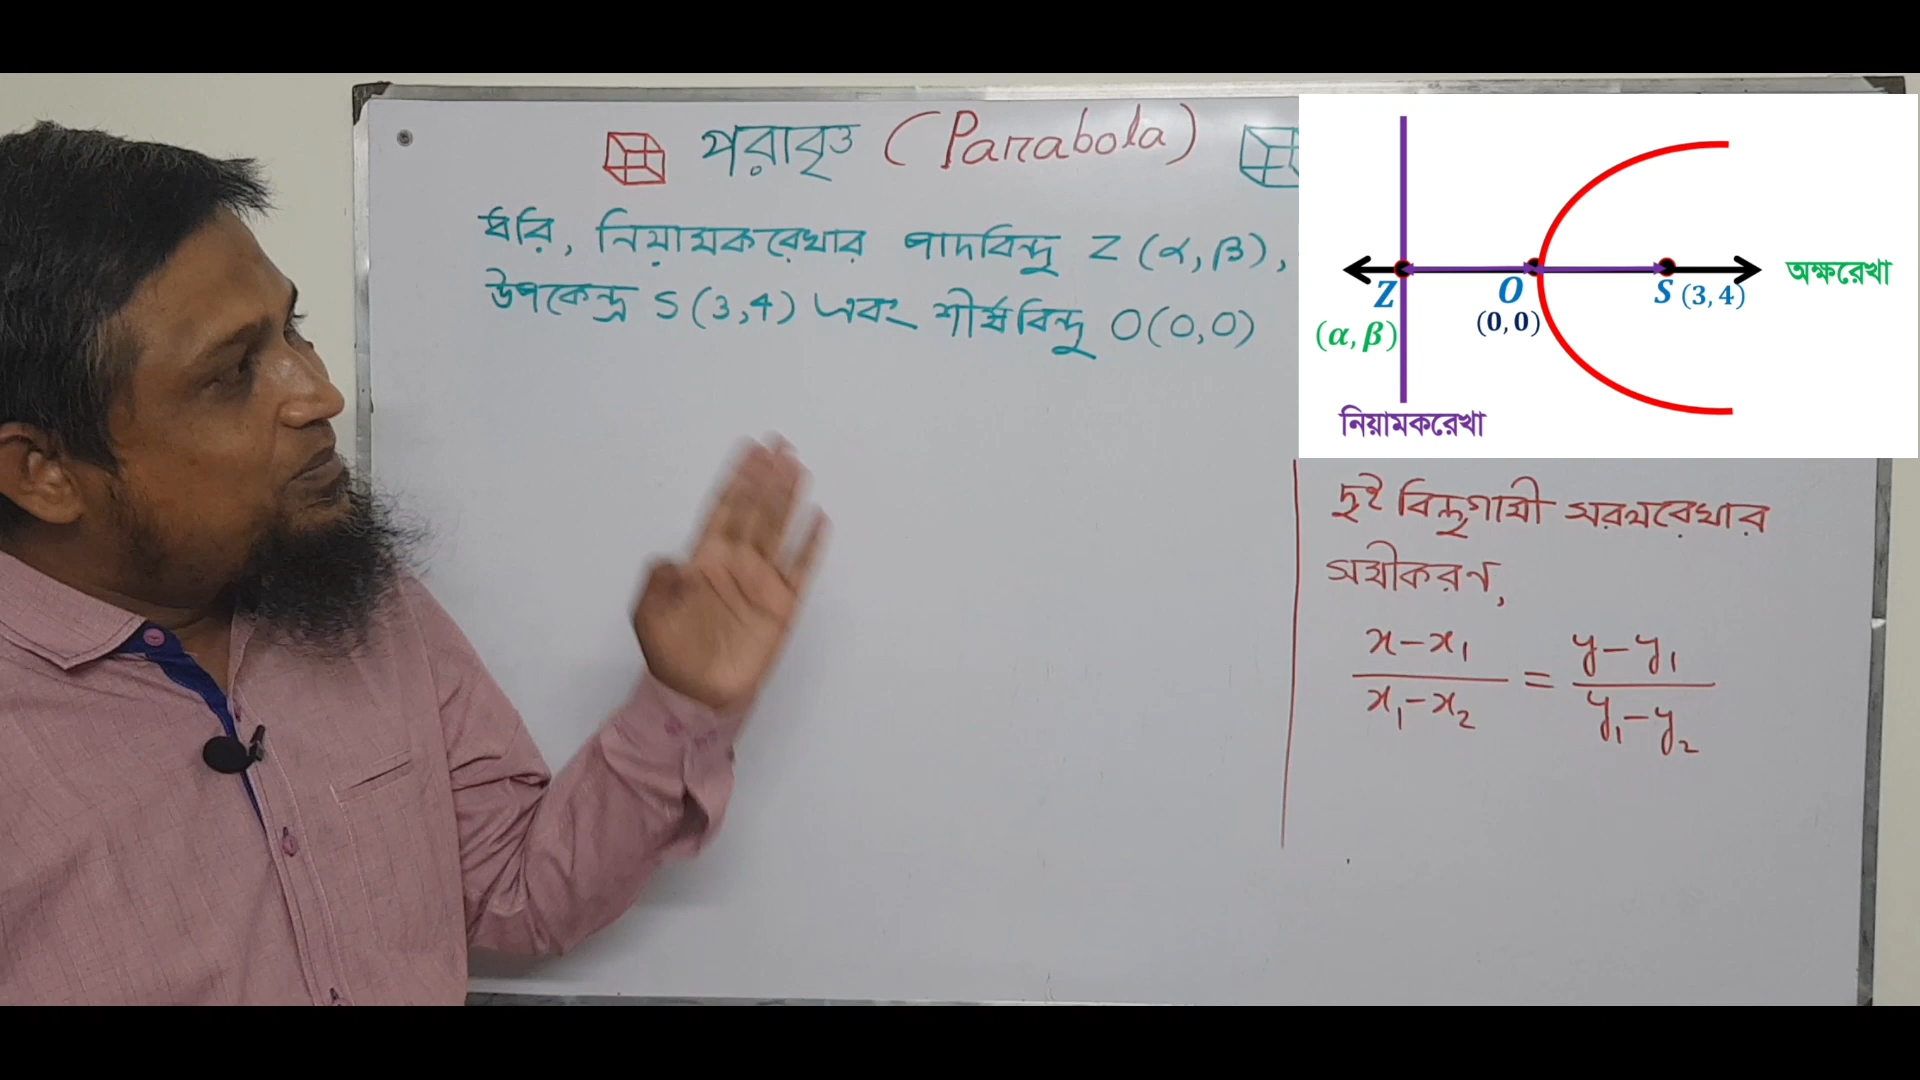 পরাবৃত্ত (Parabola)
ধরি, নিয়ামকরেখার পাদবিন্দু Z (α, β),
উপকেন্দ্র S (3, 4) এবং শীর্ষবিন্দু O (0, 0)
অক্ষরেখা
Z
O
S (3, 4)
(α, β)
(0, 0)
নিয়ামকরেখা
দুই বিন্দুগামী সরলরেখার
সমীকরণ,
x-x₁ / x₁-x₂ = y-y₁ / y₁-y₂